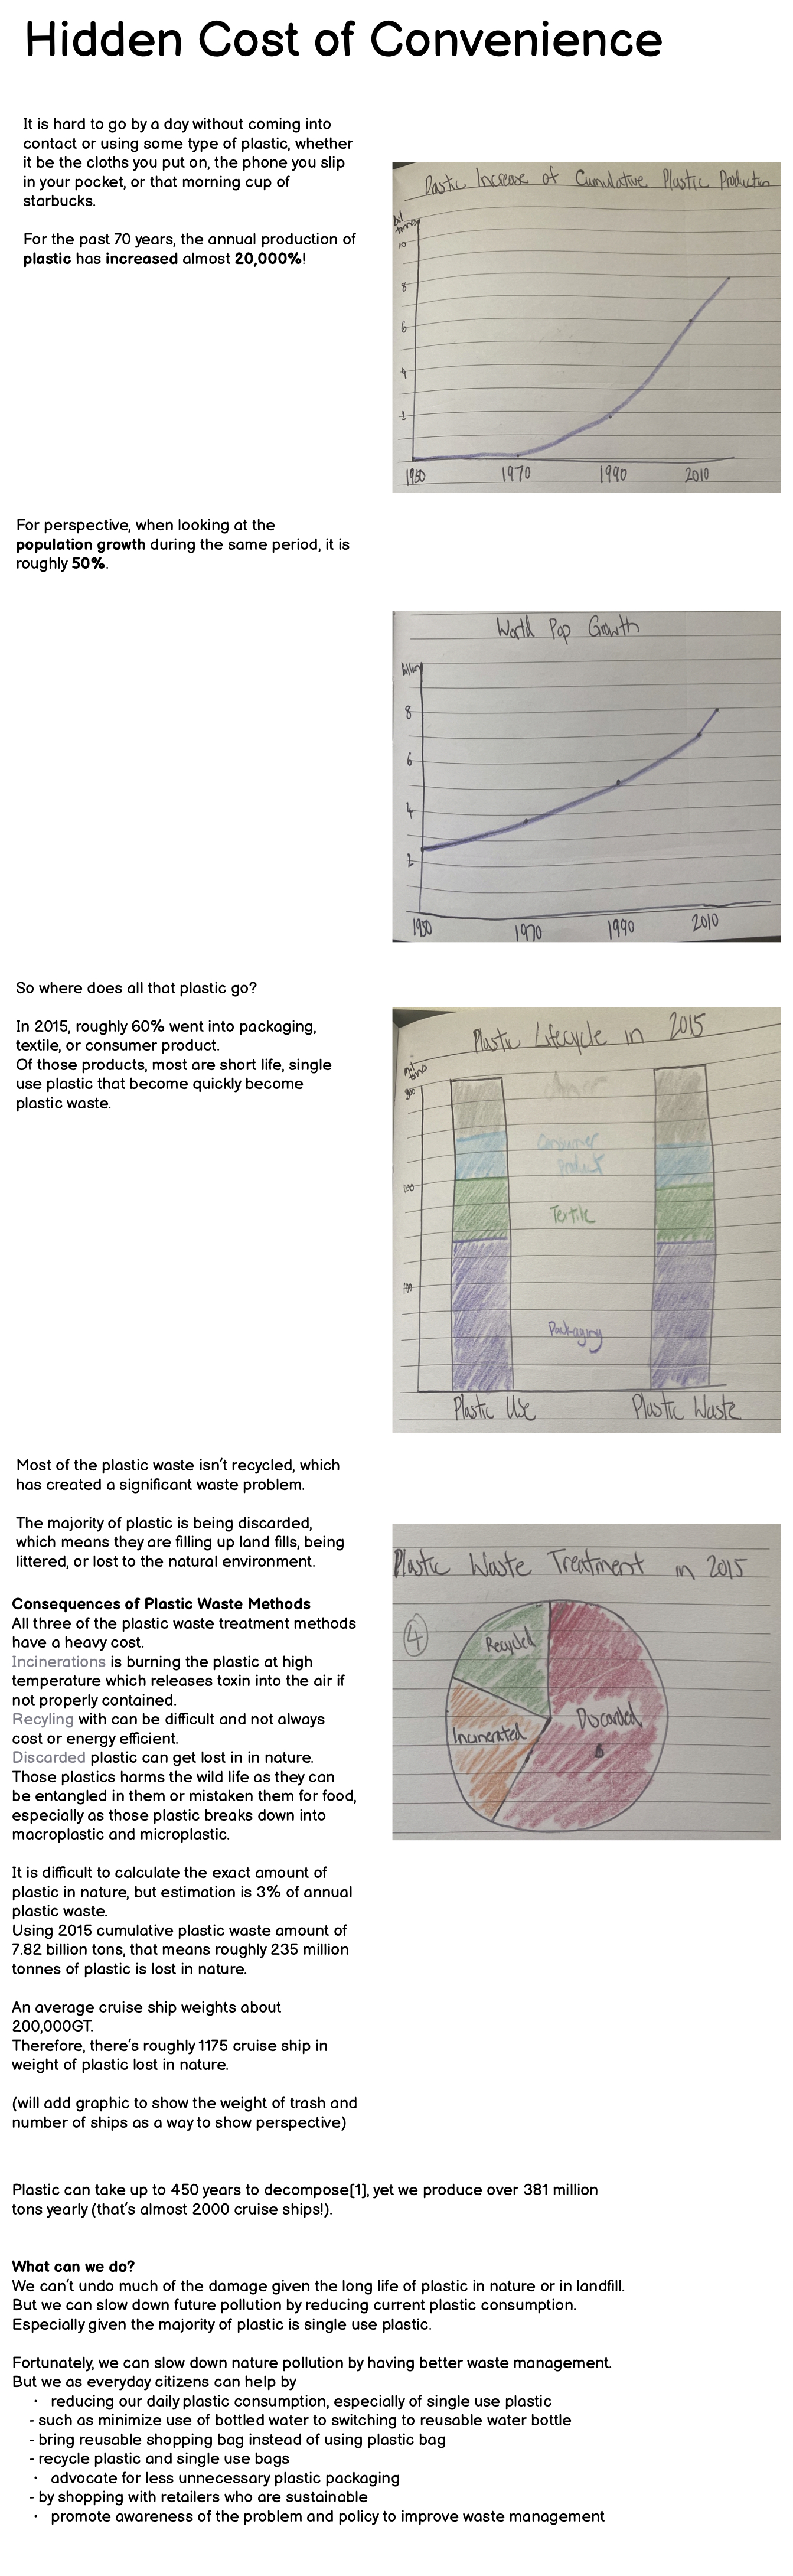 Hidden Cost of Convenience
It is hard to go by a day without coming into
contact or using some type of plastic, whether
it be the cloths you put on, the phone you slip
in your pocket, or that morning cup of
starbucks.
For the past 70 years, the annual production of
plastic has increased almost 20,000%!
Drastic Increase of Cumulative Plastic Production
bil
tons
10
8
6
4
2
1950 1970 1990 2010
For perspective, when looking at the
population growth during the same period, it is
roughly 50%.
World Pop Growth
billion
8
6
4
2
1950 1970 1990 2010
So where does all that plastic go?
In 2015, roughly 60% went into packaging,
textile, or consumer product.
Of those products, most are short life, single
use plastic that become quickly become
plastic waste.
Plastic Lifecycle in 2015
mil
tons
300
Consumer
Product
200
Textile
100
Packaging
Plastic Use Plastic Waste
Most of the plastic waste isn't recycled, which
has created a significant waste problem.
The majority of plastic is being discarded,
which means they are filling up land fills, being
littered, or lost to the natural environment.
Plastic Waste Treatment in 2015
4
Recycled
Discarded
Incinerated
Consequences of Plastic Waste Methods
All three of the plastic waste treatment methods
have a heavy cost.
Incinerations is burning the plastic at high
temperature which releases toxin into the air if
not properly contained.
Recyling with can be difficult and not always
cost or energy efficient.
Discarded plastic can get lost in in nature.
Those plastics harms the wild life as they can
be entangled in them or mistaken them for food,
especially as those plastic breaks down into
macroplastic and microplastic.
It is difficult to calculate the exact amount of
plastic in nature, but estimation is 3% of annual
plastic waste.
Using 2015 cumulative plastic waste amount of
7.82 billion tons, that means roughly 235 million
tonnes of plastic is lost in nature.
An average cruise ship weights about
200,000GT.
Therefore, there's roughly 1175 cruise ship in
weight of plastic lost in nature.
(will add graphic to show the weight of trash and
number of ships as a way to show perspective)
Plastic can take up to 450 years to decompose[1], yet we produce over 381 million
tons yearly (that's almost 2000 cruise ships!).
What can we do?
We can't undo much of the damage given the long life of plastic in nature or in landfill.
But we can slow down future pollution by reducing current plastic consumption.
Especially given the majority of plastic is single use plastic.
Fortunately, we can slow down nature pollution by having better waste management.
But we as everyday citizens can help by
· reducing our daily plastic consumption, especially of single use plastic
- such as minimize use of bottled water to switching to reusable water bottle
- bring reusable shopping bag instead of using plastic bag
- recycle plastic and single use bags
· advocate for less unnecessary plastic packaging
- by shopping with retailers who are sustainable
· promote awareness of the problem and policy to improve waste management